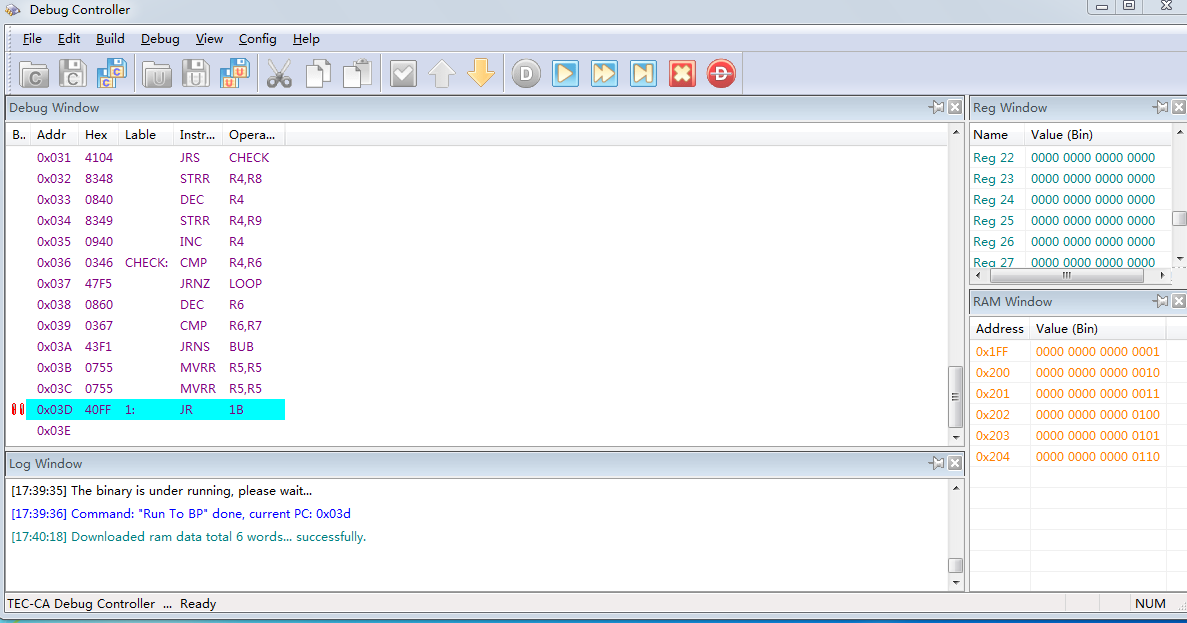 Debug Controller
File Edit Build Debug View Config Help
C C C C U U U U D D
Debug Window
B.. Addr Hex Lable Instr... Opera...
0x031 4104 JRS CHECK
0x032 8348 STRR R4,R8
0x033 0840 DEC R4
0x034 8349 STRR R4,R9
0x035 0940 INC R4
0x036 0346 CHECK: CMP R4,R6
0x037 47F5 JRNZ LOOP
0x038 0860 DEC R6
0x039 0367 CMP R6,R7
0x03A 43F1 JRNS BUB
0x03B 0755 MVRR R5,R5
0x03C 0755 MVRR R5,R5
0x03D 40FF 1: JR 1B
0x03E
Reg Window
Name Value (Bin)
Reg 22 0000 0000 0000 0000
Reg 23 0000 0000 0000 0000
Reg 24 0000 0000 0000 0000
Reg 25 0000 0000 0000 0000
Reg 26 0000 0000 0000 0000
Reg 27 0000 0000 0000 0000
RAM Window
Address Value (Bin)
0x1FF 0000 0000 0000 0001
0x200 0000 0000 0000 0010
0x201 0000 0000 0000 0011
0x202 0000 0000 0000 0100
0x203 0000 0000 0000 0101
0x204 0000 0000 0000 0110
Log Window
[17:39:35] The binary is under running, please wait...
[17:39:36] Command: "Run To BP" done, current PC: 0x03d
[17:40:18] Downloaded ram data total 6 words... successfully.
TEC-CA Debug Controller ... Ready NUM